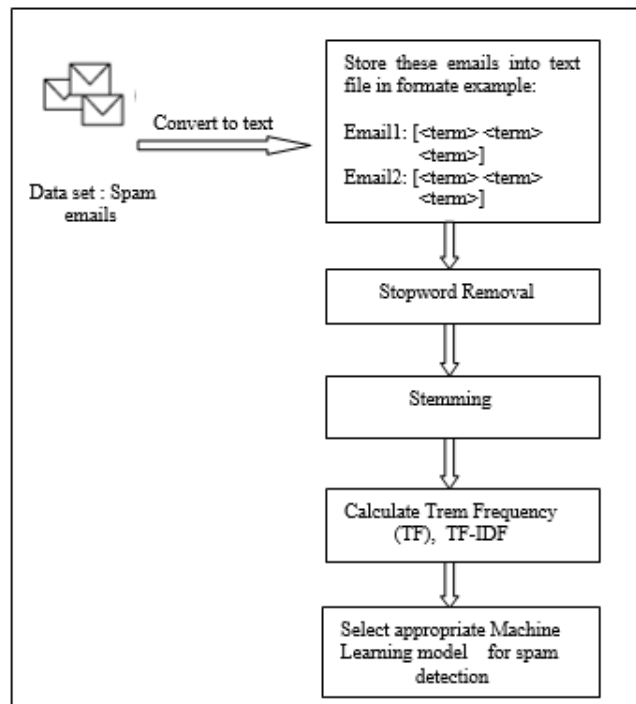 Convert to text
Data set : Spam
emails
Store these emails into text
file in formate example:
Email1: [<term> <term>
<term>]
Email2: [<term> <term>
<term>]
Stopword Removal
Stemming
Calculate Trem Frequency
(TF), TF-IDF
Select appropriate Machine
Learning model for spam
detection